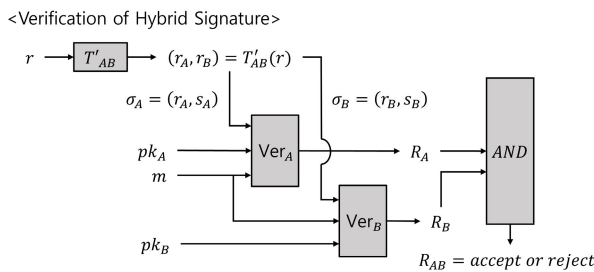 <Verification of Hybrid Signature>
r T′_AB (r_A, r_B) = T′_AB(r)
σ_A = (r_A, s_A) σ_B = (r_B, s_B)
pk_A Ver_A R_A AND
m
Ver_B R_B
pk_B
R_AB = accept or reject